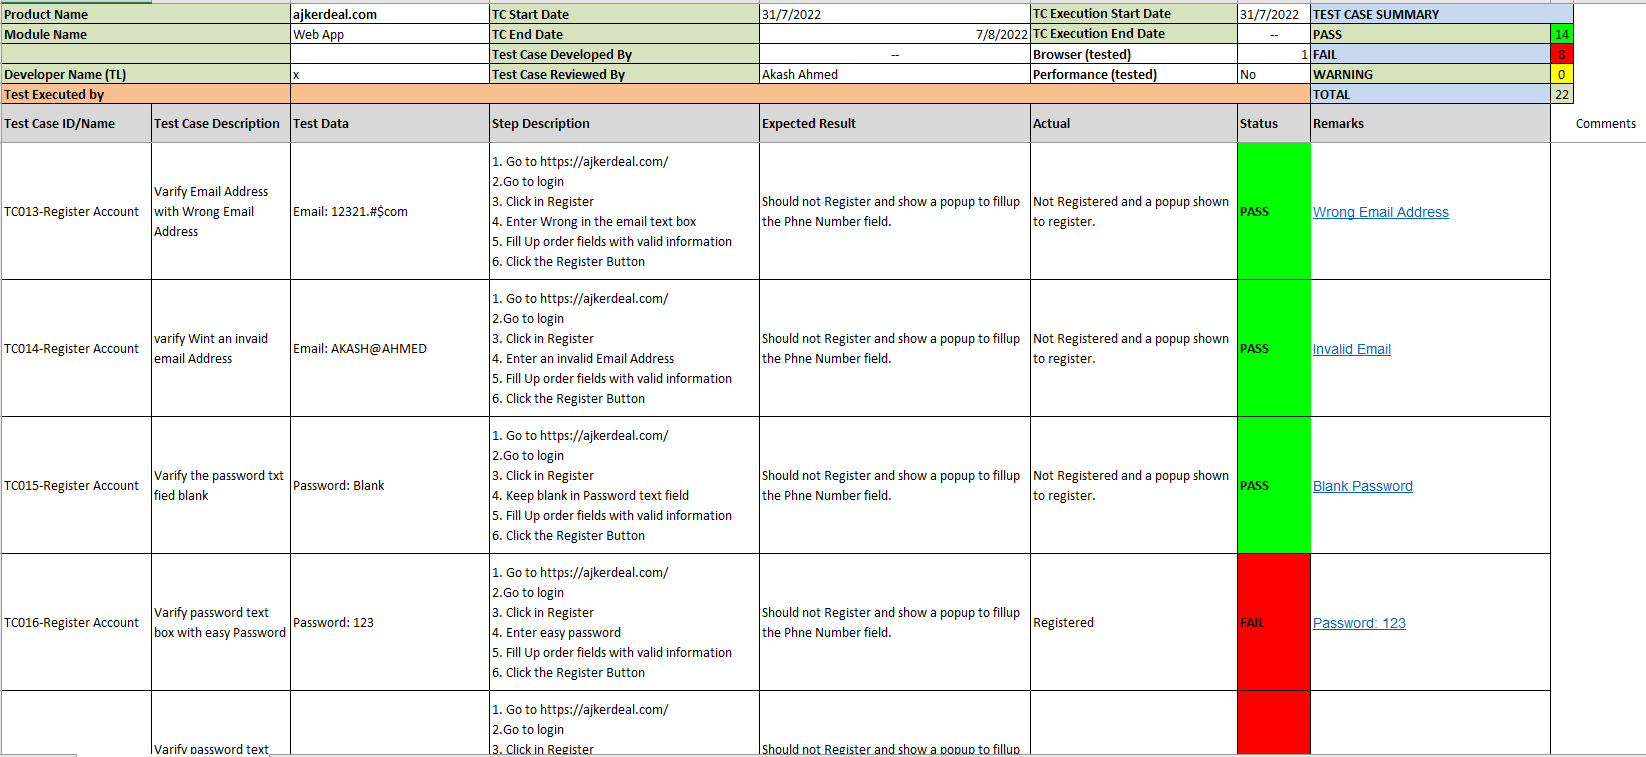 Product Name ajkerdeal.com TC Start Date 31/7/2022 TC Execution Start Date 31/7/2022 TEST CASE SUMMARY
Module Name Web App TC End Date 7/8/2022 TC Execution End Date -- PASS 14
Test Case Developed By -- Browser (tested) 1 FAIL 8
Developer Name (TL) x Test Case Reviewed By Akash Ahmed Performance (tested) No WARNING 0
Test Executed by TOTAL 22
Test Case ID/Name Test Case Description Test Data Step Description Expected Result Actual Status Remarks Comments
TC013-Register Account
Varify Email Address
with Wrong Email
Address
Email: 12321.#$com
1. Go to https://ajkerdeal.com/
2.Go to login
3. Click in Register
4. Enter Wrong in the email text box
5. Fill Up order fields with valid information
6. Click the Register Button
Should not Register and show a popup to fillup
the Phne Number field.
Not Registered and a popup shown
to register.
PASS
Wrong Email Address
TC014-Register Account
varify Wint an invaid
email Address
Email: AKASH@AHMED
1. Go to https://ajkerdeal.com/
2.Go to login
3. Click in Register
4. Enter an invalid Email Address
5. Fill Up order fields with valid information
6. Click the Register Button
Should not Register and show a popup to fillup
the Phne Number field.
Not Registered and a popup shown
to register.
PASS
Invalid Email
TC015-Register Account
Varify the password txt
fied blank
Password: Blank
1. Go to https://ajkerdeal.com/
2.Go to login
3. Click in Register
4. Keep blank in Password text field
5. Fill Up order fields with valid information
6. Click the Register Button
Should not Register and show a popup to fillup
the Phne Number field.
Not Registered and a popup shown
to register.
PASS
Blank Password
TC016-Register Account
Varify password text
box with easy Password
Password: 123
1. Go to https://ajkerdeal.com/
2.Go to login
3. Click in Register
4. Enter easy password
5. Fill Up order fields with valid information
6. Click the Register Button
Should not Register and show a popup to fillup
the Phne Number field.
Registered
FAIL
Password: 123
Varify password text
1. Go to https://ajkerdeal.com/
2.Go to login
3. Click in Register
Should not Register and show a popup to fillup